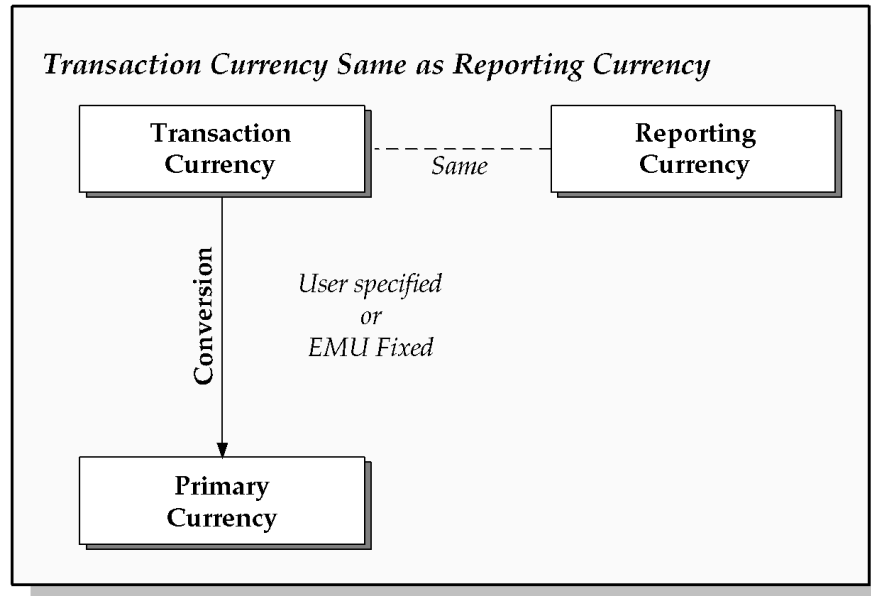 Transaction Currency Same as Reporting Currency
Transaction
Currency
Same
Reporting
Currency
Conversion
User specified
or
EMU Fixed
Primary
Currency